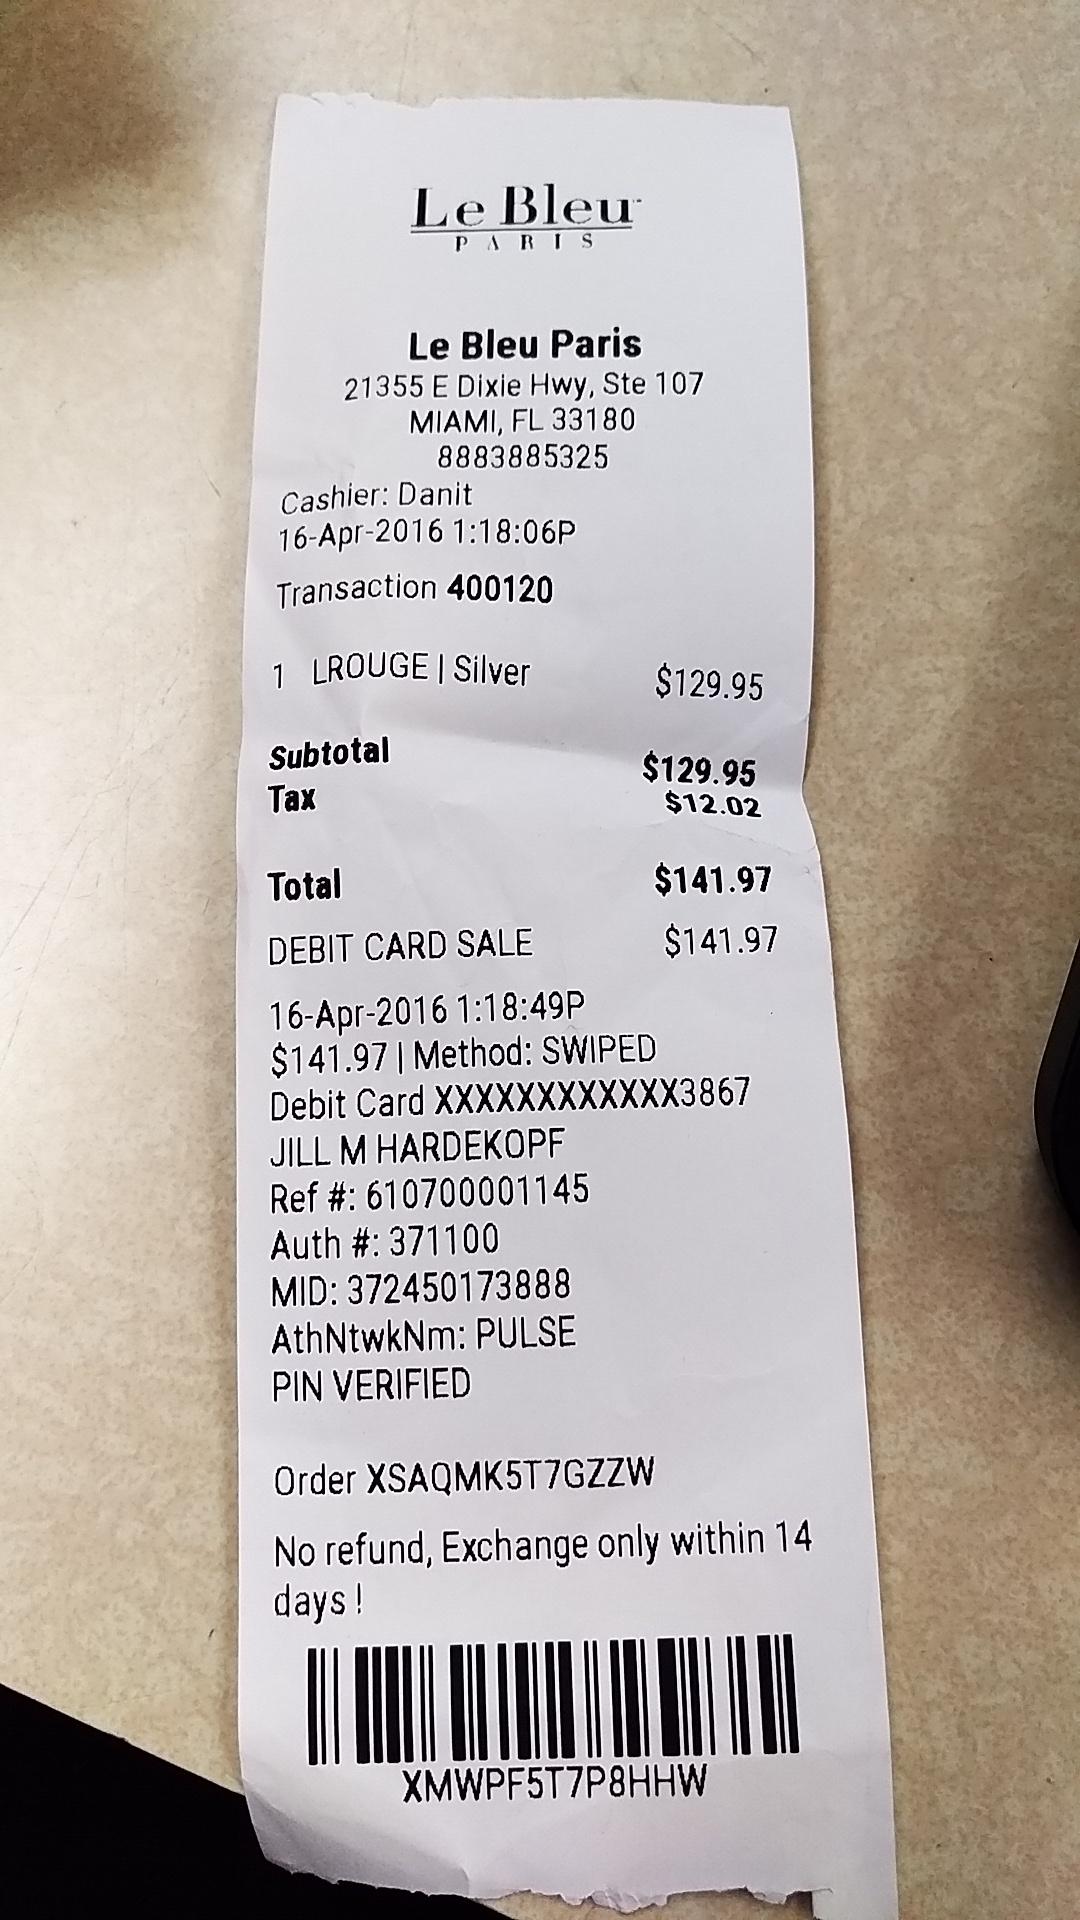 Le Bleu
PARIS
Le Bleu Paris
21355 E Dixie Hwy, Ste 107
MIAMI, FL 33180
8883885325
Cashier: Danit
16-Apr-2016 1:18:06P
Transaction 400120
1 LROUGE | Silver $129.95
Subtotal $129.95
Tax $12.02
Total $141.97
DEBIT CARD SALE $141.97
16-Apr-2016 1:18:49P
$141.97 | Method: SWIPED
Debit Card XXXXXXXXXXXX3867
JILL M HARDEKOPF
Ref #: 610700001145
Auth #: 371100
MID: 372450173888
AthNtwkNm: PULSE
PIN VERIFIED
Order XSAQMK5T7GZZW
No refund, Exchange only within 14
days !
XMWPF5T7P8HHW